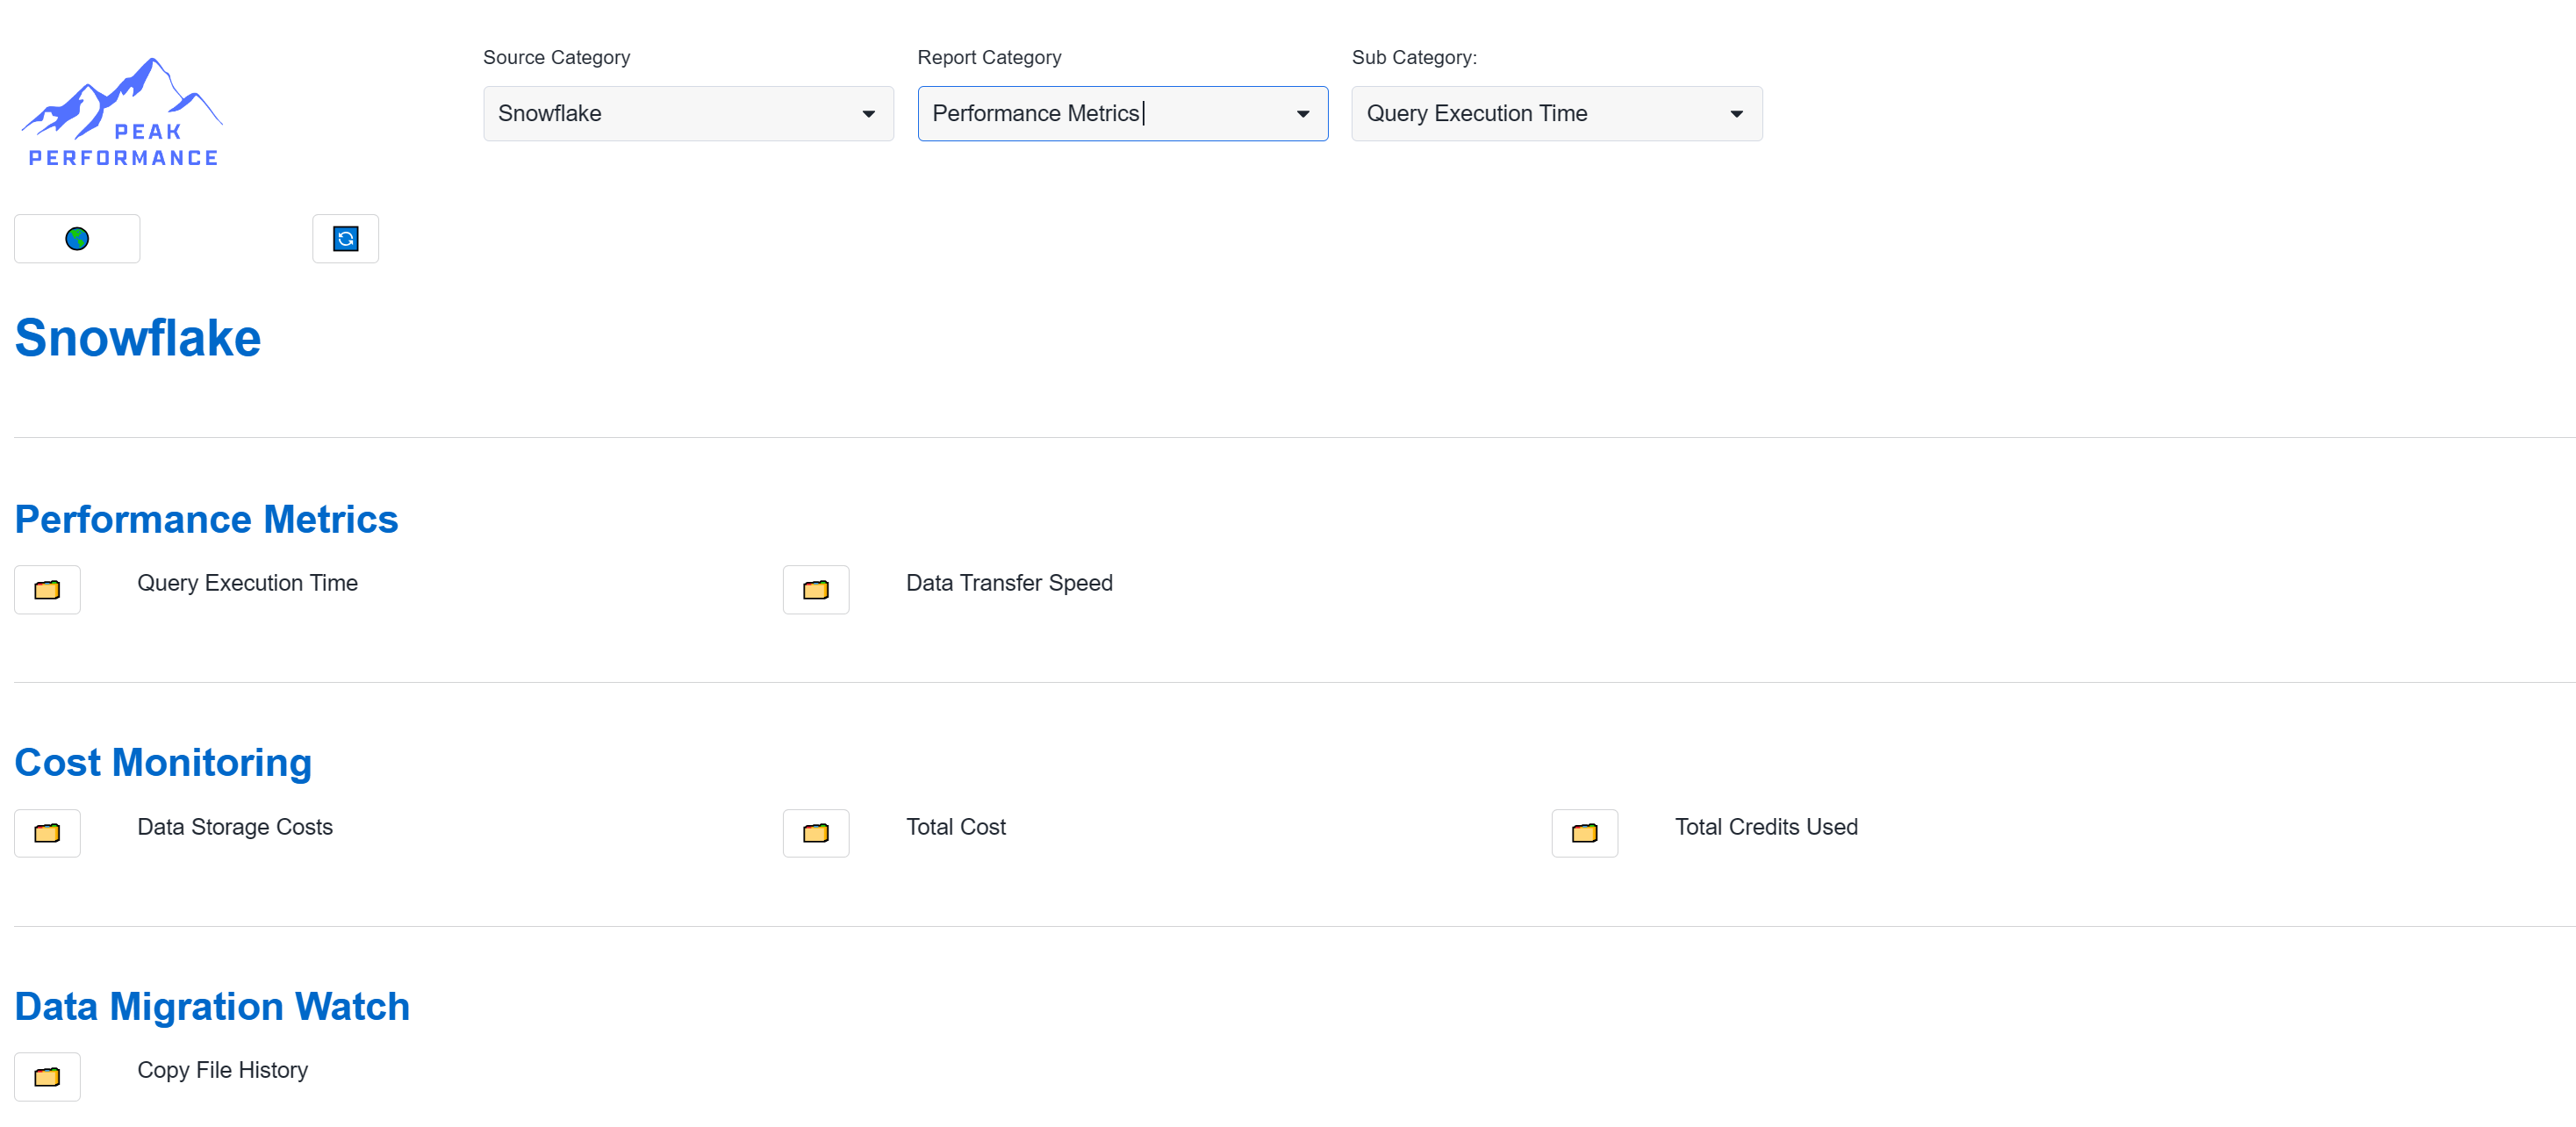 PEAK
PERFORMANCE
Source Category
Report Category
Sub Category:
Snowflake
Performance Metrics
Query Execution Time
Snowflake
Performance Metrics
Query Execution Time
Data Transfer Speed
Cost Monitoring
Data Storage Costs
Total Cost
Total Credits Used
Data Migration Watch
Copy File History